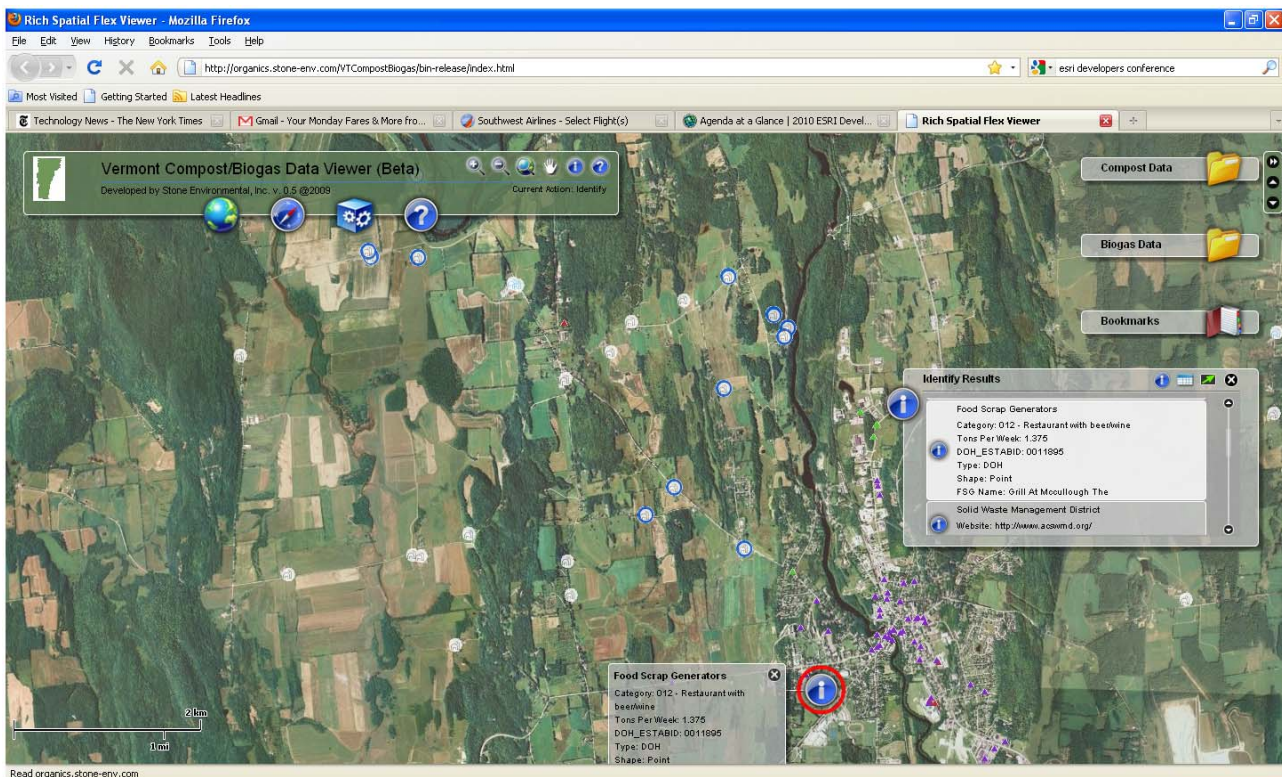 Rich Spatial Flex Viewer - Mozilla Firefox
File Edit View History Bookmarks Tools Help
http://organics.stone-env.com/VTCompostBiogas/bin-release/index.html
esri developers conference
Most Visited Getting Started Latest Headlines
Technology News - The New York Times
Gmail - Your Monday Fares & More fro...
Southwest Airlines - Select Flight(s)
Agenda at a Glance | 2010 ESRI Devel...
Rich Spatial Flex Viewer
Vermont Compost/Biogas Data Viewer (Beta)
Developed by Stone Environmental, Inc. v. 0.5 @2009
Current Action: Identify
Compost Data
Biogas Data
Bookmarks
Identify Results
Food Scrap Generators
Category: 012 - Restaurant with beer/wine
Tons Per Week: 1.375
DOH_ESTABID: 0011895
Type: DOH
Shape: Point
FSG Name: Grill At Mccullough The
Solid Waste Management District
Website: http://www.acswmd.org/
Food Scrap Generators
Category: 012 - Restaurant with
beer/wine
Tons Per Week: 1.375
DOH_ESTABID: 0011895
Type: DOH
Shape: Point
2 km
1 mi
Read organics.stone-env.com